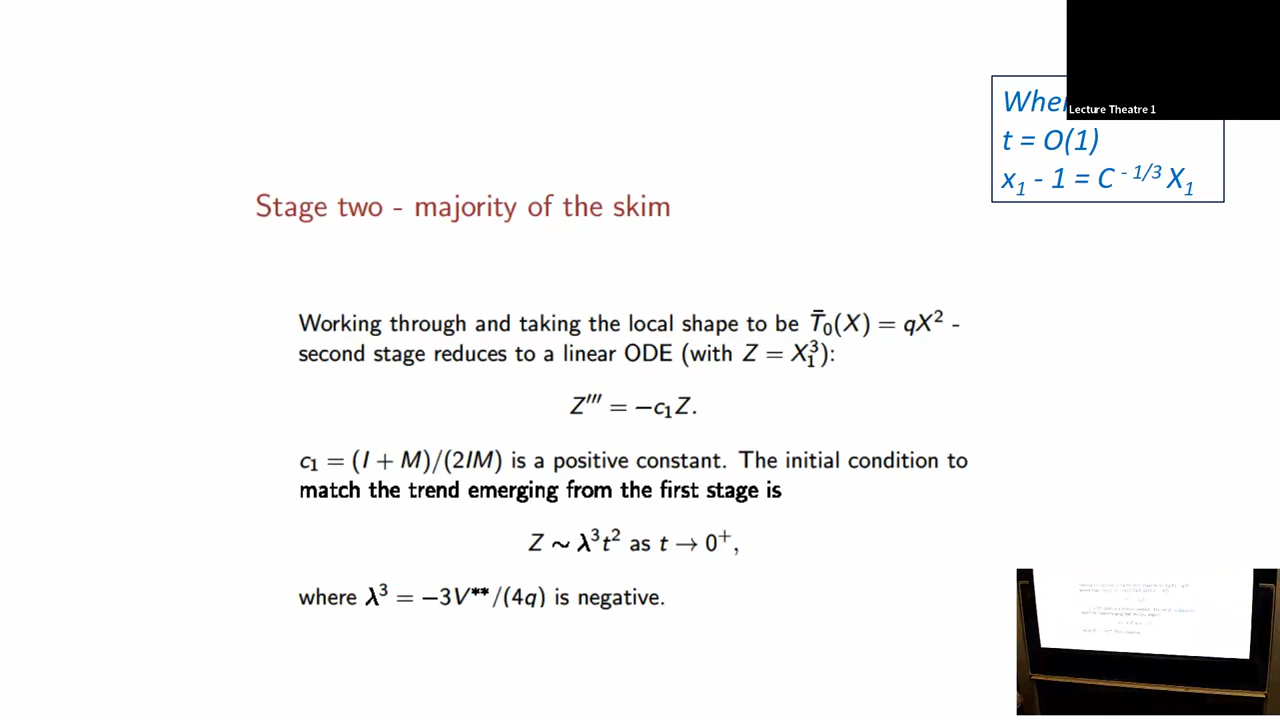 Lecture Theatre 1
t = O(1)
x₁ - 1 = C ^{- 1/3} X₁
Stage two - majority of the skim
Working through and taking the local shape to be T̄₀(X) = qX² -
second stage reduces to a linear ODE (with Z = X₁³):
Z′′′ = −c₁Z.
c₁ = (I + M)/(2IM) is a positive constant. The initial condition to
match the trend emerging from the first stage is
Z ∼ λ³t² as t → 0⁺,
where λ³ = −3V**/(4q) is negative.